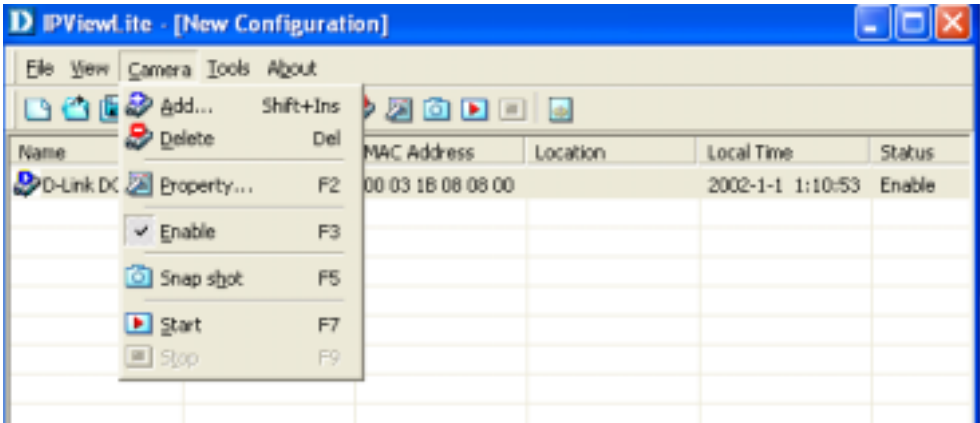 IPViewLite - [New Configuration]
File View Camera Tools About
Add... Shift+Ins
Delete Del
Property... F2
Enable F3
Snap shot F5
Start F7
Stop F9
Name MAC Address Location Local Time Status
D-Link DC 00 03 1B 08 08 00 2002-1-1 1:10:53 Enable